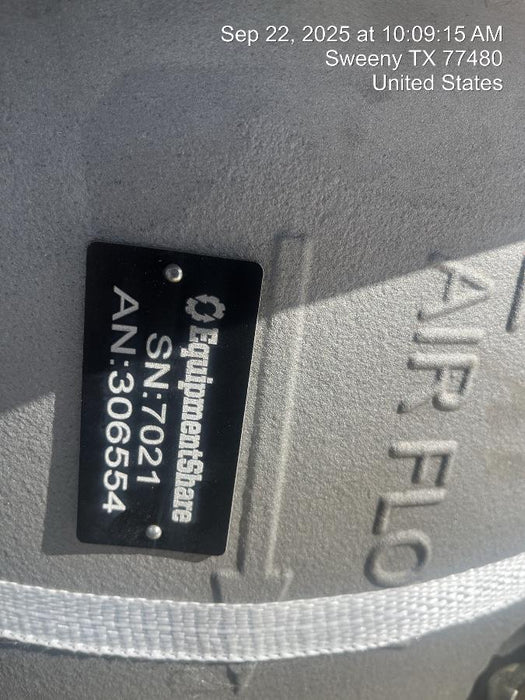 Sep 22, 2025 at 10:09:15 AM
Sweeny TX 77480
United States
EquipmentShare
SN:7021
AN:306554
AIR FLO